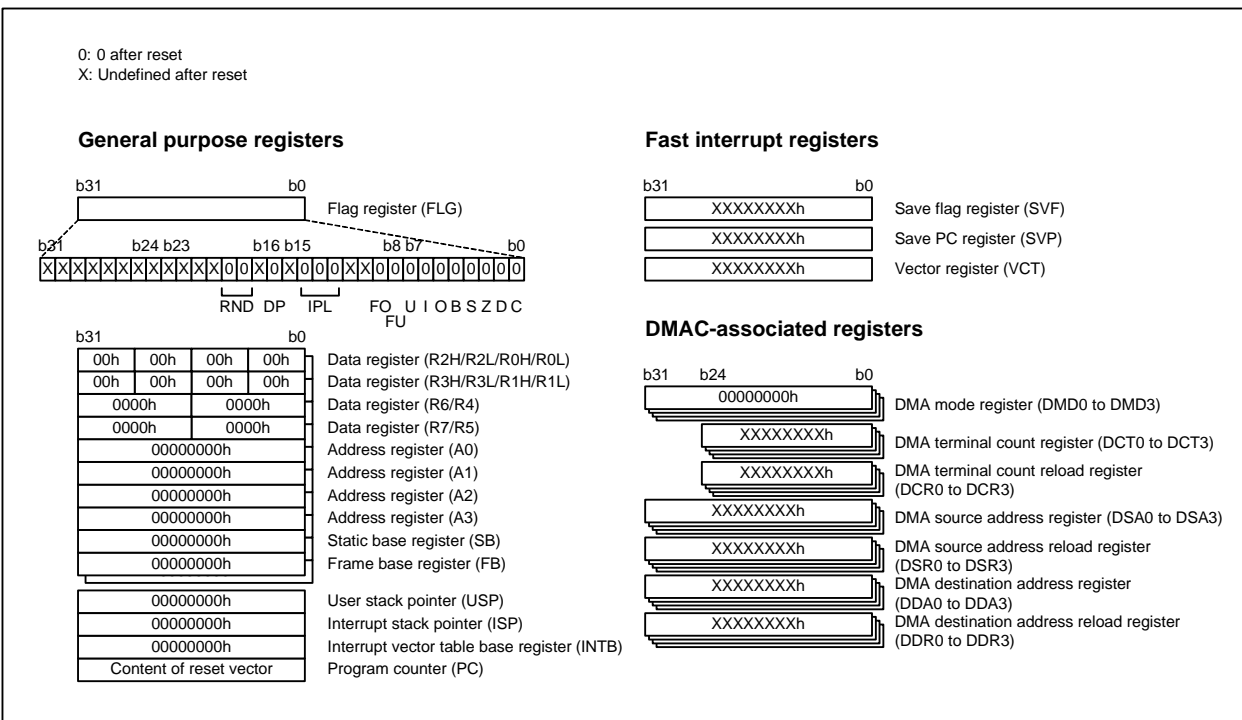 0: 0 after reset
X: Undefined after reset
General purpose registers
b31 b0
Flag register (FLG)
b31 b24 b23 b16 b15 b8 b7 b0
X X X X X X X X X X X X 0 0 X 0 X 0 0 0 X X 0 0 0 0 0 0 0 0 0 0
RND DP IPL FO U I O B S Z D C
FU
b31 b0
00h 00h 00h 00h Data register (R2H/R2L/R0H/R0L)
00h 00h 00h 00h Data register (R3H/R3L/R1H/R1L)
0000h 0000h Data register (R6/R4)
0000h 0000h Data register (R7/R5)
00000000h Address register (A0)
00000000h Address register (A1)
00000000h Address register (A2)
00000000h Address register (A3)
00000000h Static base register (SB)
00000000h Frame base register (FB)
00000000h User stack pointer (USP)
00000000h Interrupt stack pointer (ISP)
00000000h Interrupt vector table base register (INTB)
Content of reset vector Program counter (PC)
Fast interrupt registers
b31 b0
XXXXXXXXh Save flag register (SVF)
XXXXXXXXh Save PC register (SVP)
XXXXXXXXh Vector register (VCT)
DMAC-associated registers
b31 b24 b0
00000000h DMA mode register (DMD0 to DMD3)
XXXXXXXXh DMA terminal count register (DCT0 to DCT3)
XXXXXXXXh DMA terminal count reload register
(DCR0 to DCR3)
XXXXXXXXh DMA source address register (DSA0 to DSA3)
XXXXXXXXh DMA source address reload register
(DSR0 to DSR3)
XXXXXXXXh DMA destination address register
(DDA0 to DDA3)
XXXXXXXXh DMA destination address reload register
(DDR0 to DDR3)